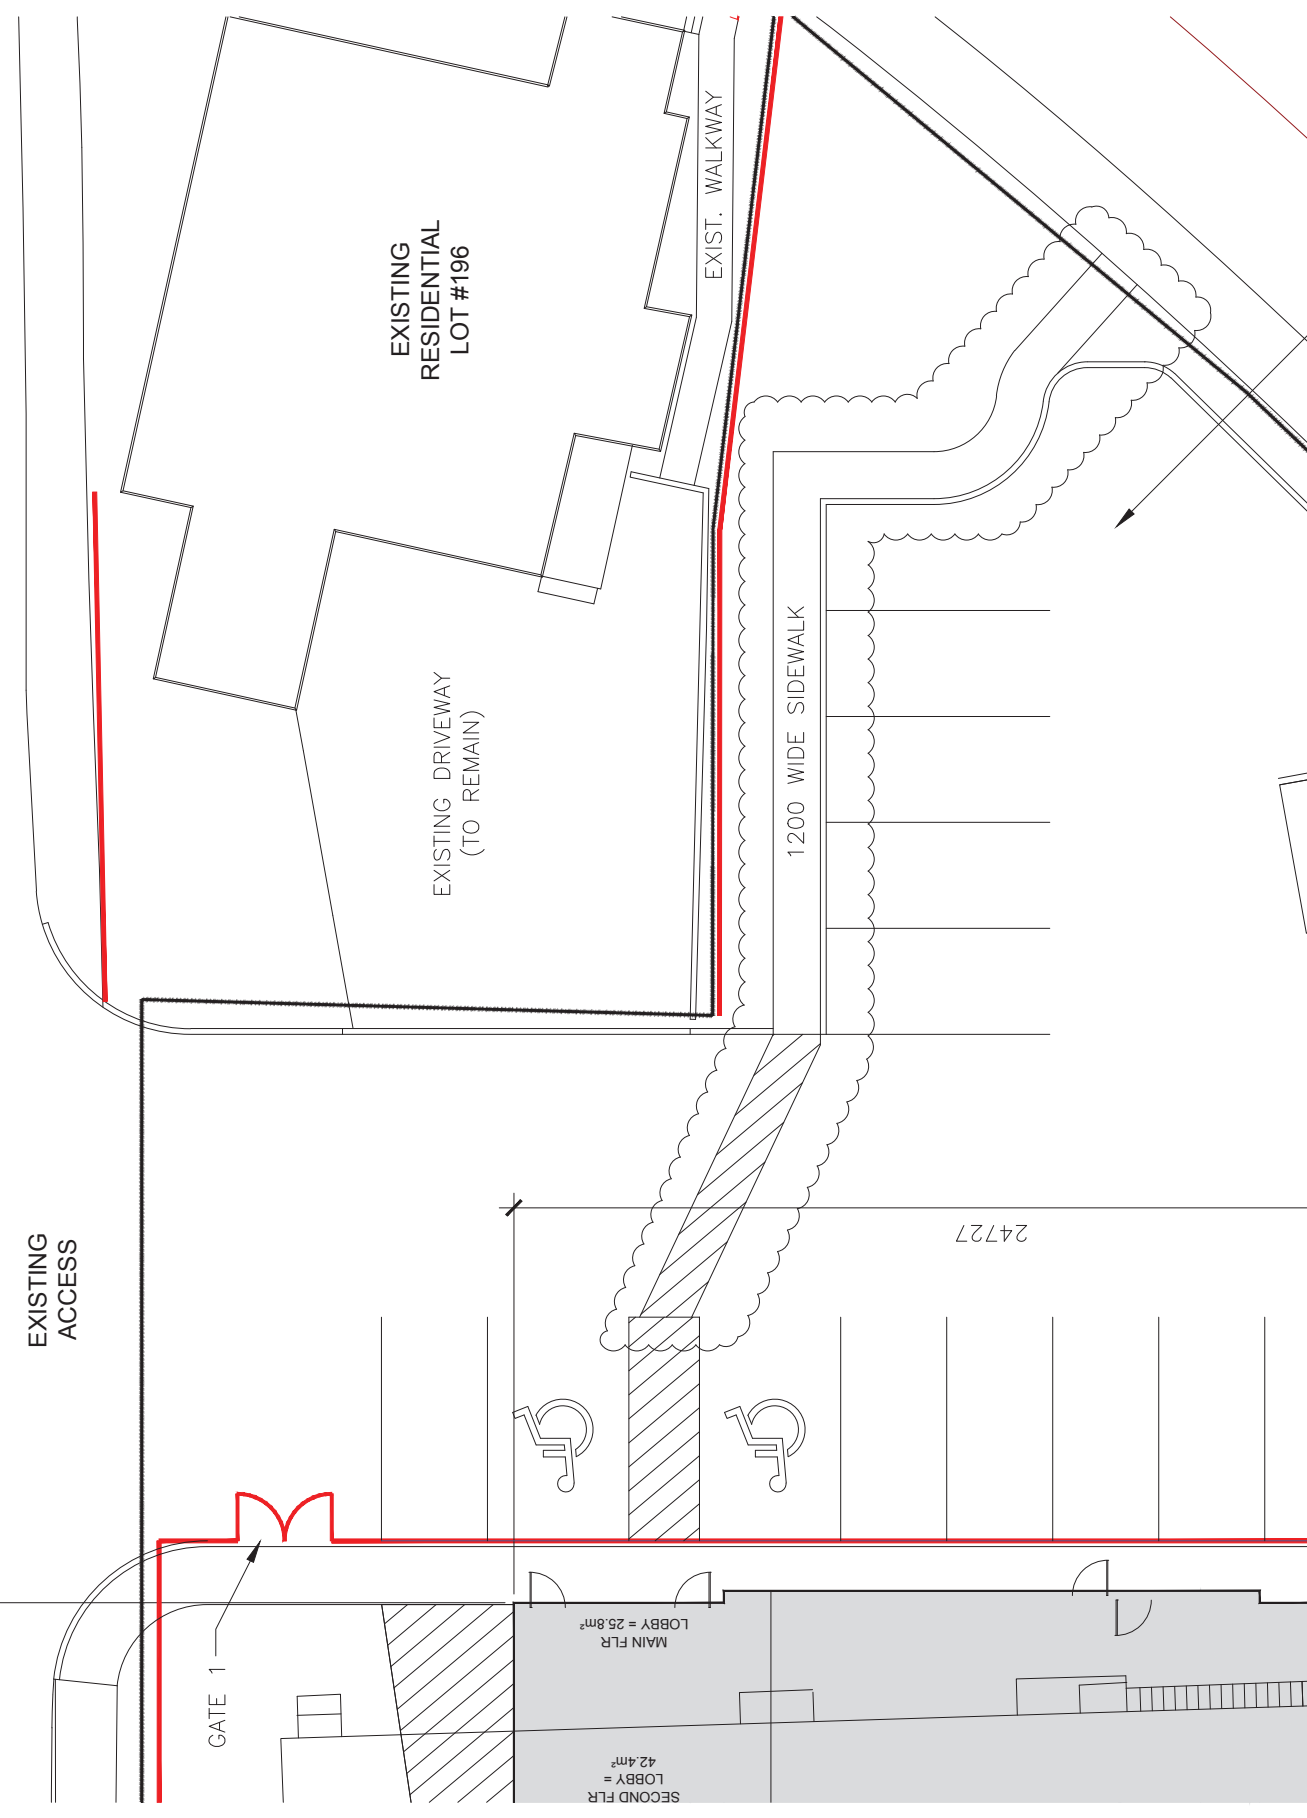 EXIST. WALKWAY
EXISTING
RESIDENTIAL
LOT #196
EXISTING DRIVEWAY
(TO REMAIN)
1200 WIDE SIDEWALK
EXISTING
ACCESS
24727
GATE 1
MAIN FLR
LOBBY = 25.8m²
SECOND FLR
LOBBY =
42.4m²